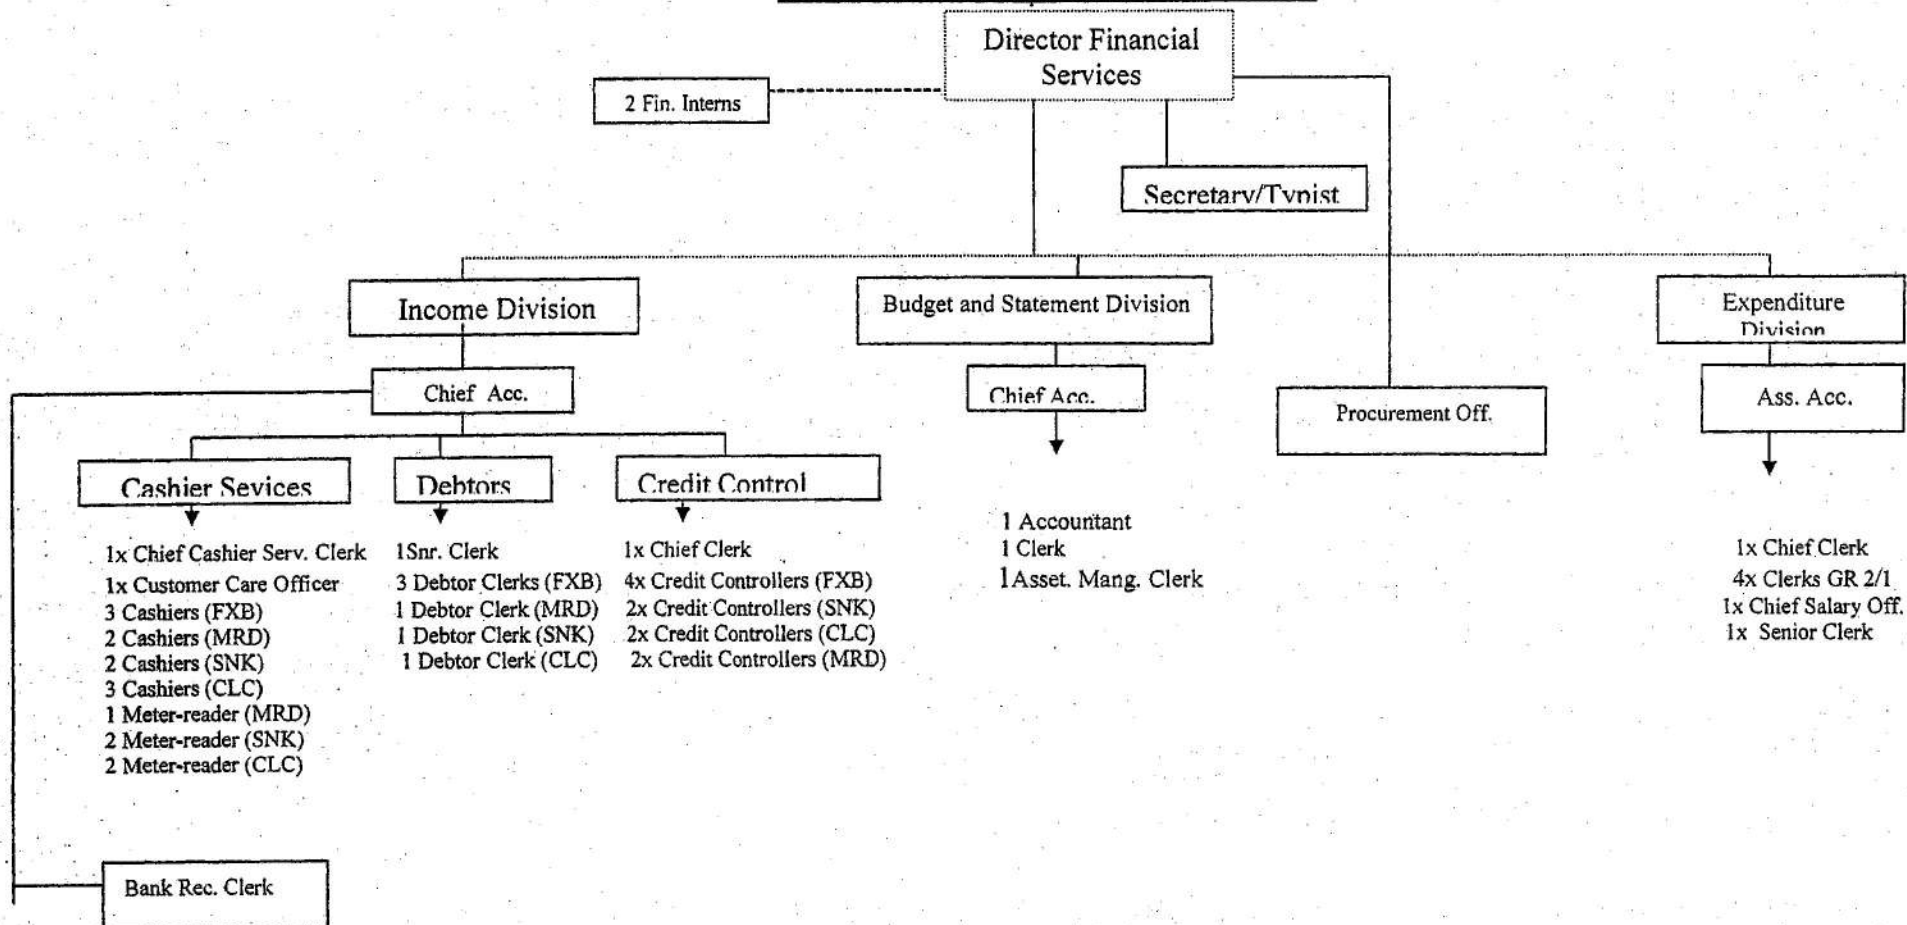 Director Financial
Services
2 Fin. Interns
Secretary/Typist
Income Division
Budget and Statement Division
Expenditure
Division
Chief Acc.
Chief Acc.
Procurement Off.
Ass. Acc.
Cashier Sevices
Debtors
Credit Control
1x Chief Cashier Serv. Clerk
1x Customer Care Officer
3 Cashiers (FXB)
2 Cashiers (MRD)
2 Cashiers (SNK)
3 Cashiers (CLC)
1 Meter-reader (MRD)
2 Meter-reader (SNK)
2 Meter-reader (CLC)
1Snr. Clerk
3 Debtor Clerks (FXB)
1 Debtor Clerk (MRD)
1 Debtor Clerk (SNK)
1 Debtor Clerk (CLC)
1x Chief Clerk
4x Credit Controllers (FXB)
2x Credit Controllers (SNK)
2x Credit Controllers (CLC)
2x Credit Controllers (MRD)
1 Accountant
1 Clerk
1Asset. Mang. Clerk
1x Chief Clerk
4x Clerks GR 2/1
1x Chief Salary Off.
1x Senior Clerk
Bank Rec. Clerk